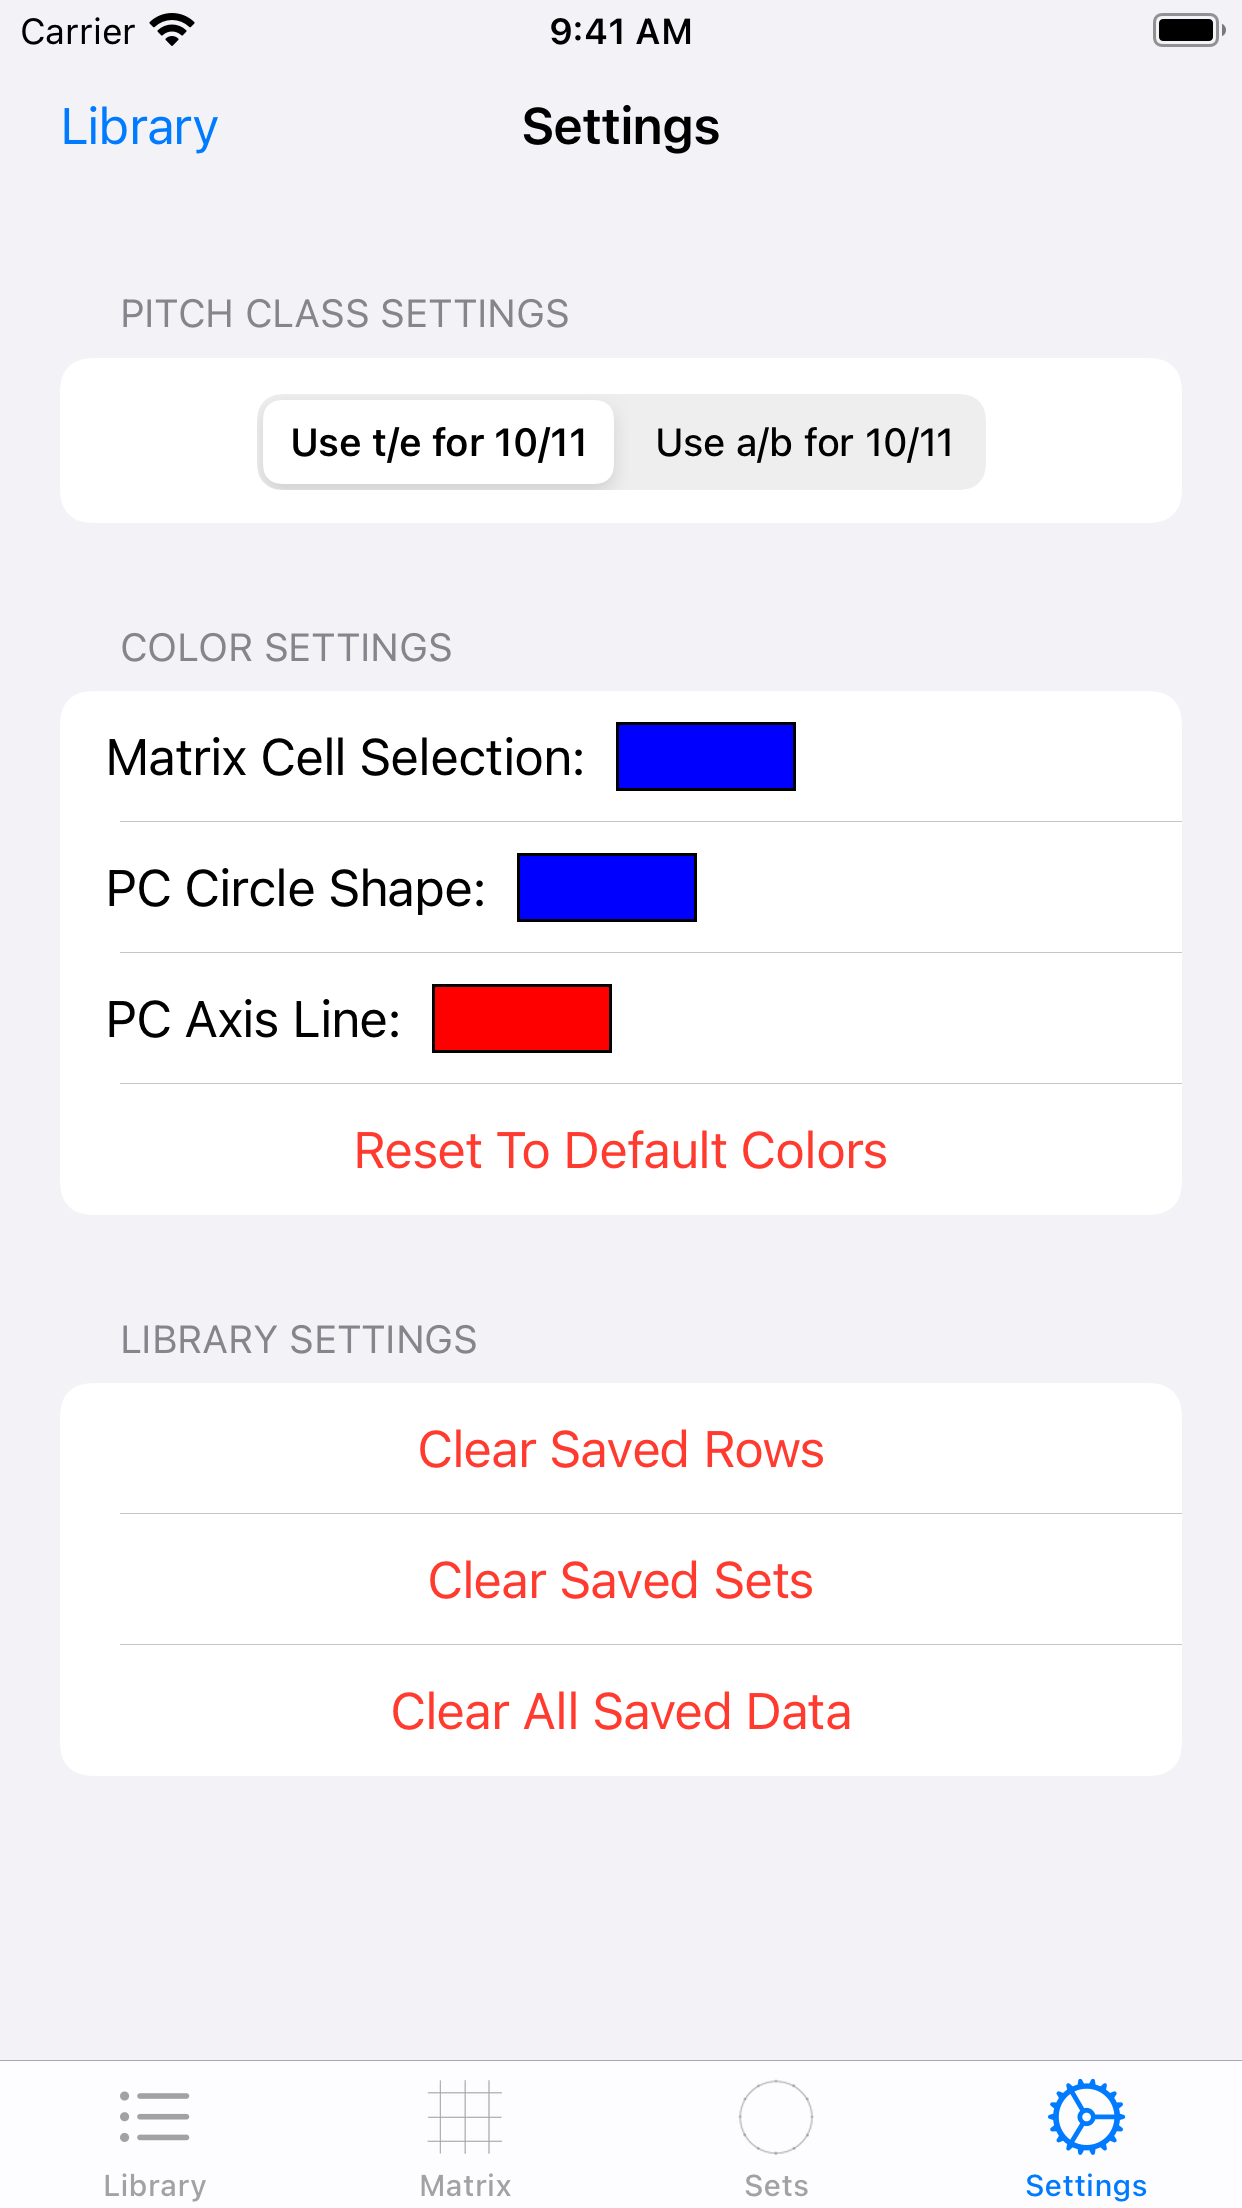 Carrier 9:41 AM
Library Settings
PITCH CLASS SETTINGS
Use t/e for 10/11 Use a/b for 10/11
COLOR SETTINGS
Matrix Cell Selection:
PC Circle Shape:
PC Axis Line:
Reset To Default Colors
LIBRARY SETTINGS
Clear Saved Rows
Clear Saved Sets
Clear All Saved Data
Library Matrix Sets Settings